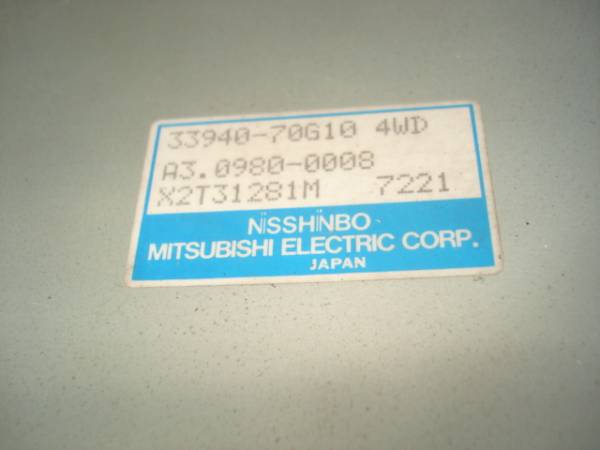 33940-70G10 4WD
A3.0980-0008
X2T31281M 7221
NISSHINBO
MITSUBISHI ELECTRIC CORP.
JAPAN